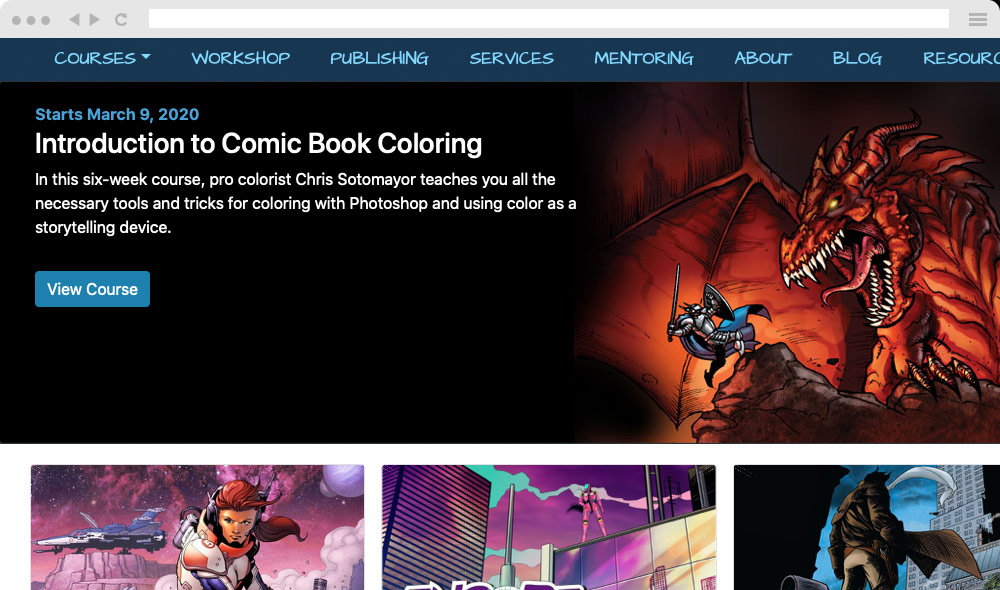 COURSES WORKSHOP PUBLISHING SERVICES MENTORING ABOUT BLOG
Starts March 9, 2020
Introduction to Comic Book Coloring
In this six-week course, pro colorist Chris Sotomayor teaches you all the
necessary tools and tricks for coloring with Photoshop and using color as a
storytelling device.
View Course